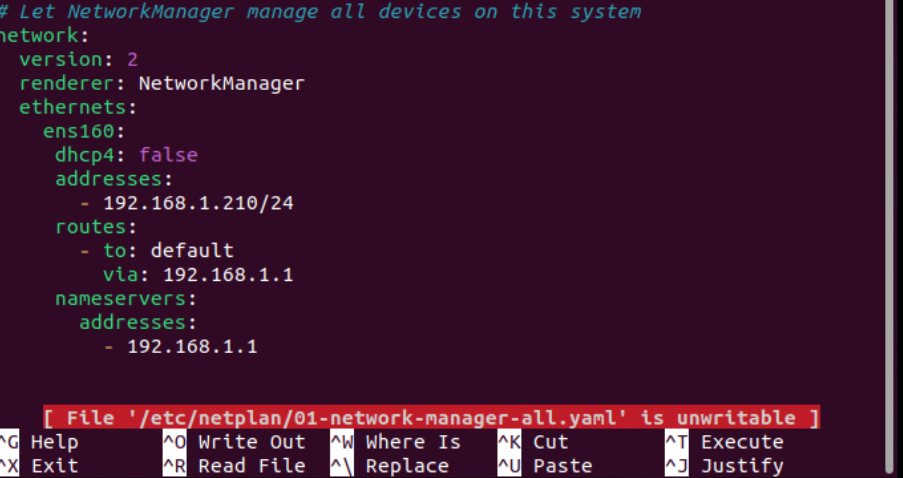 # Let NetworkManager manage all devices on this system
network:
  version: 2
  renderer: NetworkManager
  ethernets:
    ens160:
     dhcp4: false
     addresses:
       - 192.168.1.210/24
     routes:
       - to: default
         via: 192.168.1.1
     nameservers:
       addresses:
         - 192.168.1.1
[ File '/etc/netplan/01-network-manager-all.yaml' is unwritable ]
^G Help ^O Write Out ^W Where Is ^K Cut ^T Execute
^X Exit ^R Read File ^\ Replace ^U Paste ^J Justify